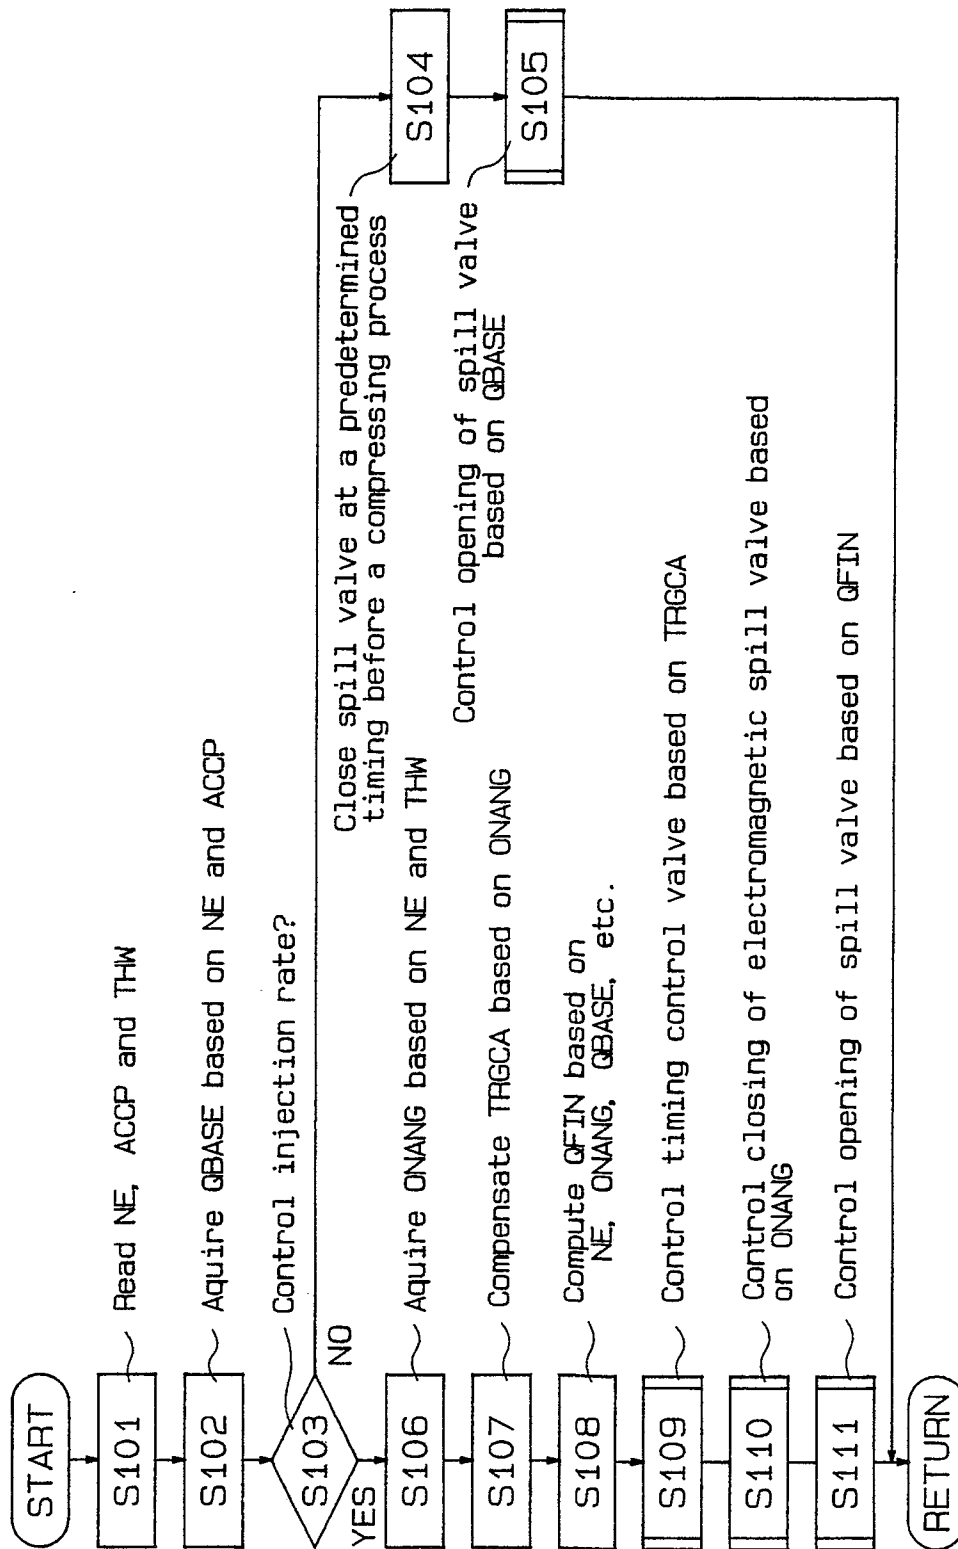 START
S101
Read NE, ACCP and THW
S102
Aquire QBASE based on NE and ACCP
S103
Control injection rate?
NO
YES
S104
Close spill valve at a predetermined
timing before a compressing process
S105
Control opening of spill valve
based on QBASE
S106
Aquire ONANG based on NE and THW
S107
Compensate TRGCA based on ONANG
S108
Compute QFIN based on
NE, ONANG, QBASE, etc.
S109
Control timing control valve based on TRGCA
S110
Control closing of electromagnetic spill valve based
on ONANG
S111
Control opening of spill valve based on QFIN
RETURN